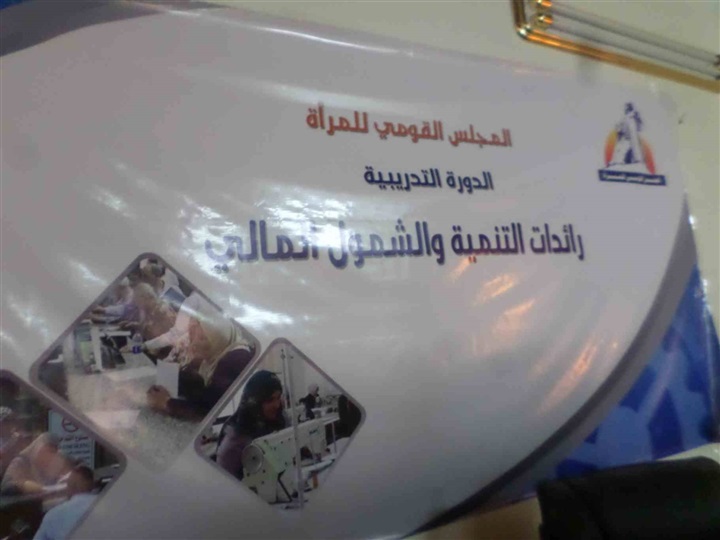 المجلس القومي للمرأة
الدورة التدريبية
رائدات التنمية والشمول المالي